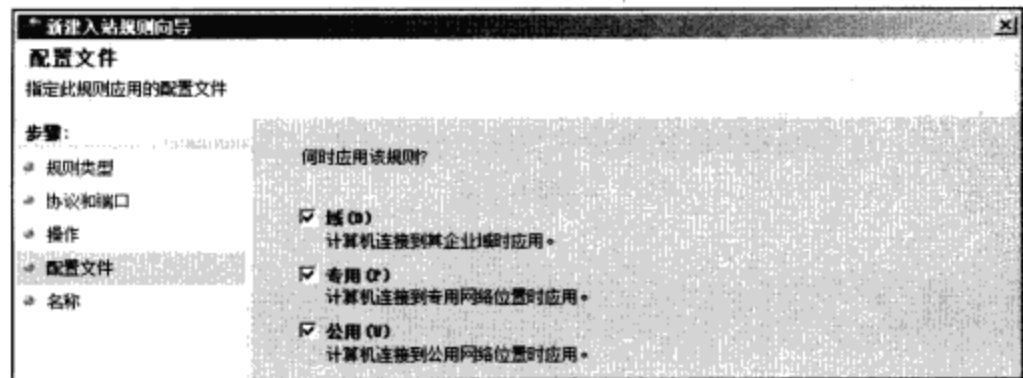 新建入站规则向导
配置文件
指定此规则应用的配置文件
步骤:
规则类型
协议和端口
操作
配置文件
名称
何时应用该规则?
域(D)
计算机连接到其企业域时应用。
专用(P)
计算机连接到专用网络位置时应用。
公用(U)
计算机连接到公用网络位置时应用。